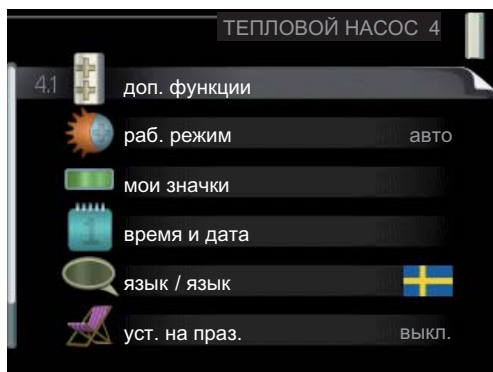 ТЕПЛОВОЙ НАСОС 4
4.1 доп. функции
раб. режим авто
мои значки
время и дата
язык / язык
уст. на праз. выкл.